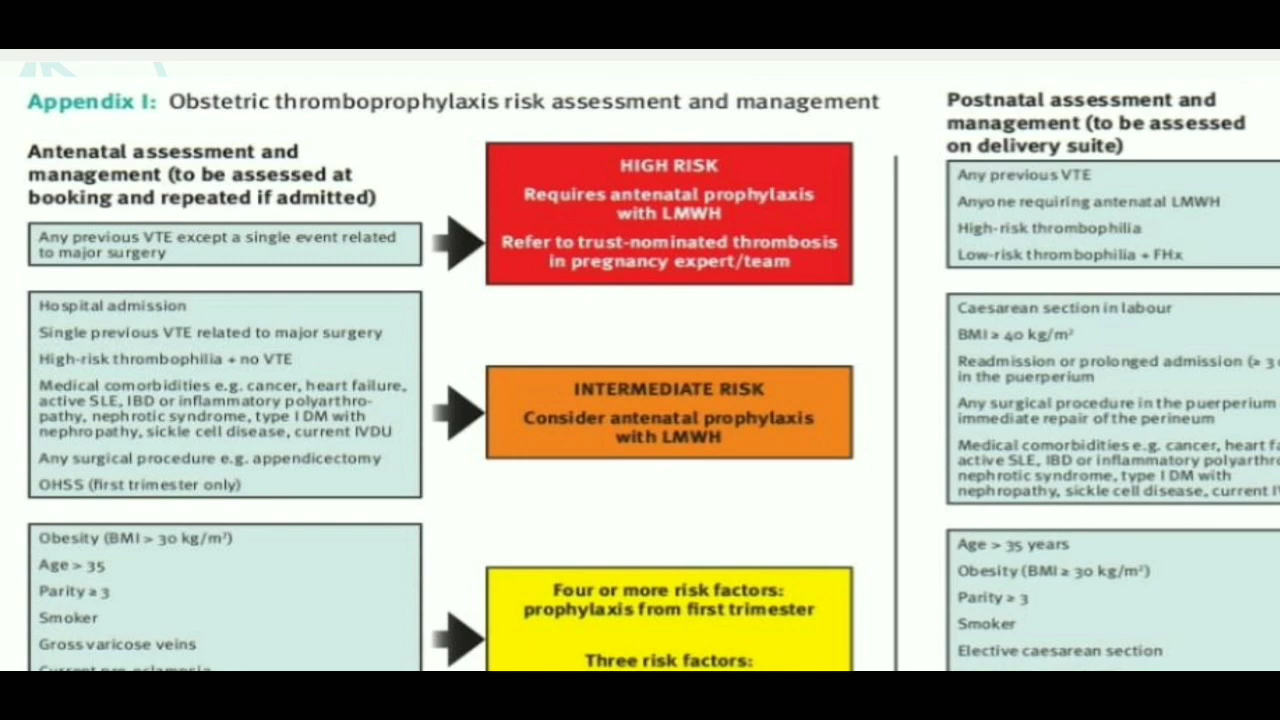 Appendix I: Obstetric thromboprophylaxis risk assessment and management
Antenatal assessment and
management (to be assessed at
booking and repeated if admitted)
Any previous VTE except a single event related
to major surgery
HIGH RISK
Requires antenatal prophylaxis
with LMWH
Refer to trust-nominated thrombosis
in pregnancy expert/team
Hospital admission
Single previous VTE related to major surgery
High-risk thrombophilia + no VTE
Medical comorbidities e.g. cancer, heart failure,
active SLE, IBD or inflammatory polyarthro-
pathy, nephrotic syndrome, type I DM with
nephropathy, sickle cell disease, current IVDU
Any surgical procedure e.g. appendicectomy
OHSS (first trimester only)
INTERMEDIATE RISK
Consider antenatal prophylaxis
with LMWH
Obesity (BMI > 30 kg/m²)
Age > 35
Parity ≥ 3
Smoker
Gross varicose veins
Current pre-eclampsia
Four or more risk factors:
prophylaxis from first trimester
Three risk factors:
Postnatal assessment and
management (to be assessed
on delivery suite)
Any previous VTE
Anyone requiring antenatal LMWH
High-risk thrombophilia
Low-risk thrombophilia + FHx
Caesarean section in labour
BMI ≥ 40 kg/m²
Readmission or prolonged admission (≥ 3
in the puerperium
Any surgical procedure in the puerperium
immediate repair of the perineum
Medical comorbidities e.g. cancer, heart
active SLE, IBD or inflammatory polyarthro
nephrotic syndrome, type I DM with
nephropathy, sickle cell disease, current
Age > 35 years
Obesity (BMI ≥ 30 kg/m²)
Parity ≥ 3
Smoker
Elective caesarean section